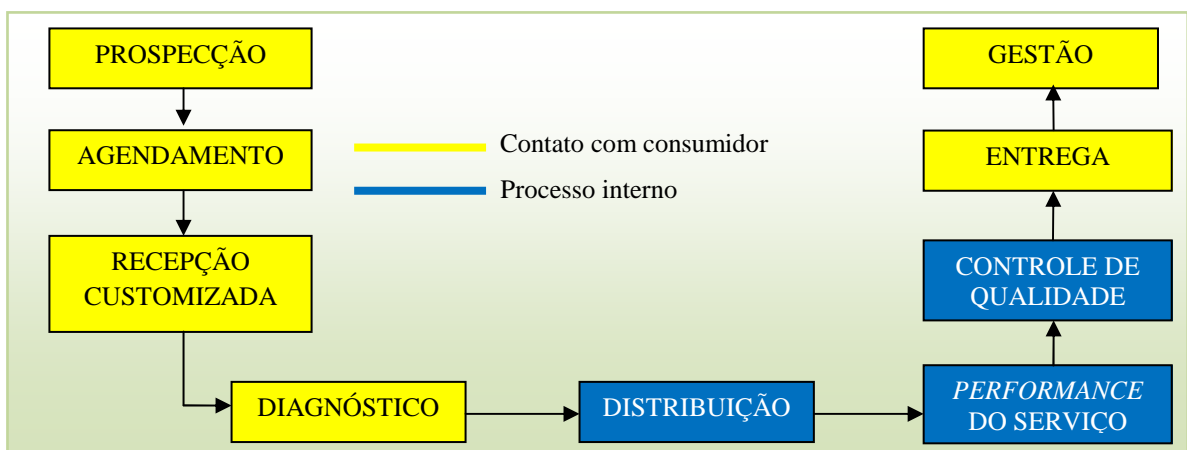 PROSPECÇÃO
AGENDAMENTO
RECEPÇÃO
CUSTOMIZADA
DIAGNÓSTICO
DISTRIBUIÇÃO
PERFORMANCE
DO SERVIÇO
CONTROLE DE
QUALIDADE
ENTREGA
GESTÃO
Contato com consumidor
Processo interno